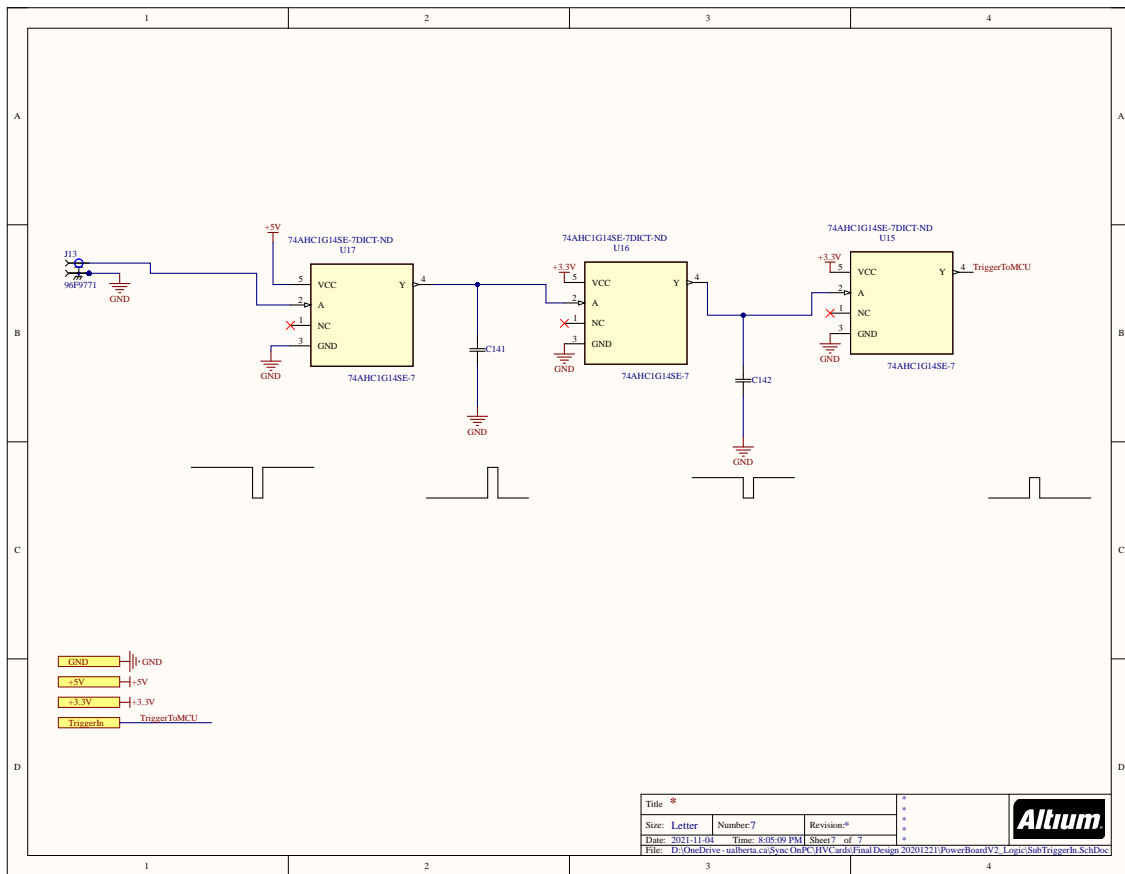 1 2 3 4
A A
+5V
74AHC1G14SE-7DICT-ND
U17
74AHC1G14SE-7DICT-ND
U16
74AHC1G14SE-7DICT-ND
U15
J13
96F9771
GND
5 VCC Y 4
2 A
1 NC
3 GND
GND
74AHC1G14SE-7
C141
GND
+3.3V
5 VCC Y 4
2 A
1 NC
3 GND
GND
74AHC1G14SE-7
C142
GND
+3.3V
5 VCC Y 4
TriggerToMCU
2 A
1 NC
3 GND
GND
74AHC1G14SE-7
B B
C C
GND GND
+5V +5V
+3.3V +3.3V
TriggerIn TriggerToMCU
D D
Title *
*
*
*
*
*
Size: Letter Number:7 Revision:*
Date: 2021-11-04 Time: 8:05:09 PM Sheet7 of 7
File: D:\OneDrive - ualberta.ca\Sync OnPC\HVCards\Final Design 20201221\PowerBoardV2_Logic\SubTriggerIn.SchDoc
Altium
1 2 3 4